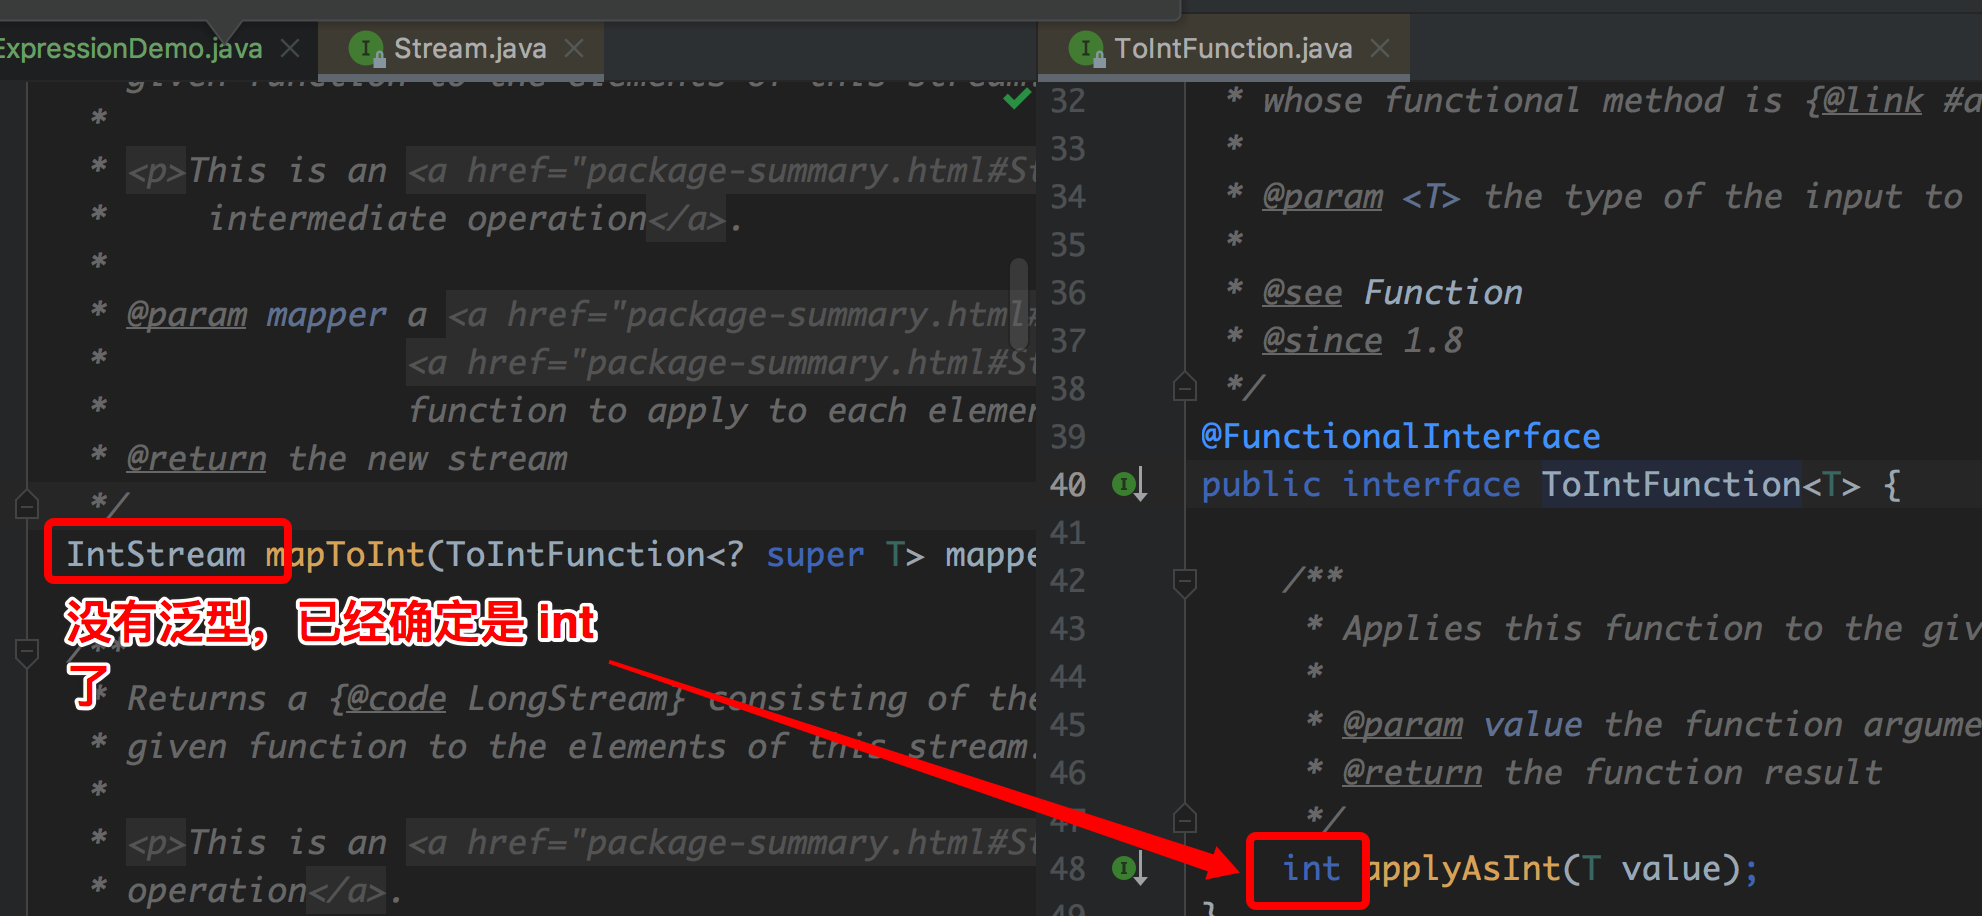 ExpressionDemo.java
Stream.java
ToIntFunction.java
given function to the elements of this stream.
*
* <p>This is an <a href="package-summary.html#St
* intermediate operation</a>.
*
* @param mapper a <a href="package-summary.html#
* <a href="package-summary.html#St
* function to apply to each elemen
* @return the new stream
*/
IntStream mapToInt(ToIntFunction<? super T> mappe
没有泛型，已经确定是 int
了
/**
* Returns a {@code LongStream} consisting of the
* given function to the elements of this stream.
*
* <p>This is an <a href="package-summary.html#St
* operation</a>.
32 * whose functional method is {@link #a
33 *
34 * @param <T> the type of the input to
35 *
36 * @see Function
37 * @since 1.8
38 */
39 @FunctionalInterface
40 public interface ToIntFunction<T> {
41
42 /**
43 * Applies this function to the giv
44 *
45 * @param value the function argume
46 * @return the function result
47 */
48 int applyAsInt(T value);
49 }